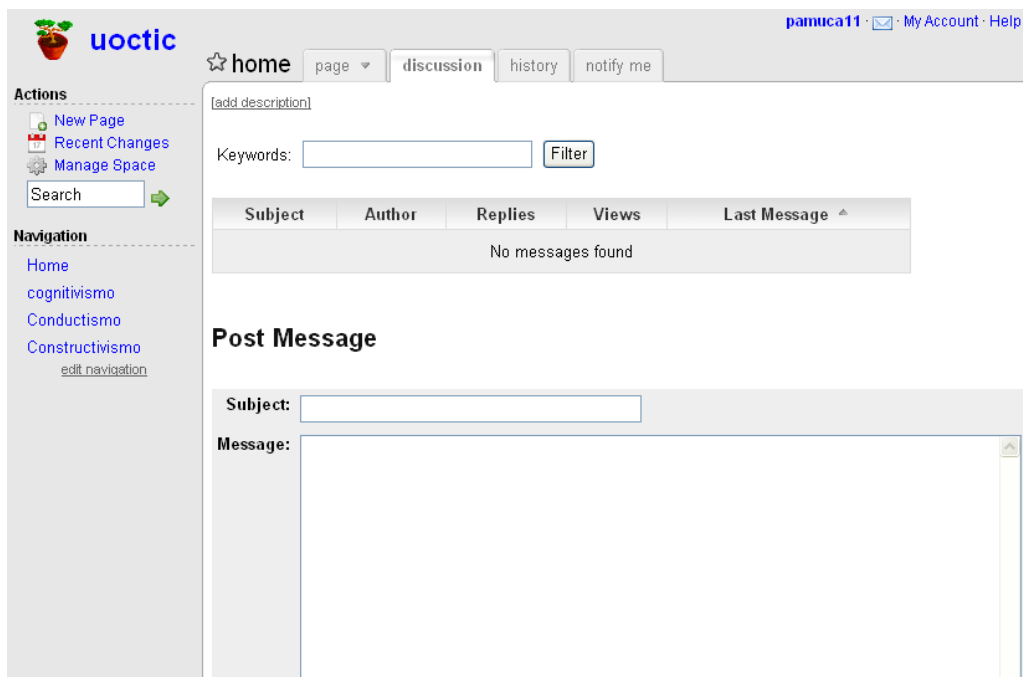 uoctic
pamuca11 · My Account · Help
home page discussion history notify me
Actions
New Page
Recent Changes
Manage Space
Search
Navigation
Home
cognitivismo
Conductismo
Constructivismo
edit navigation
[add description]
Keywords: Filter
Subject Author Replies Views Last Message
No messages found
Post Message
Subject:
Message: